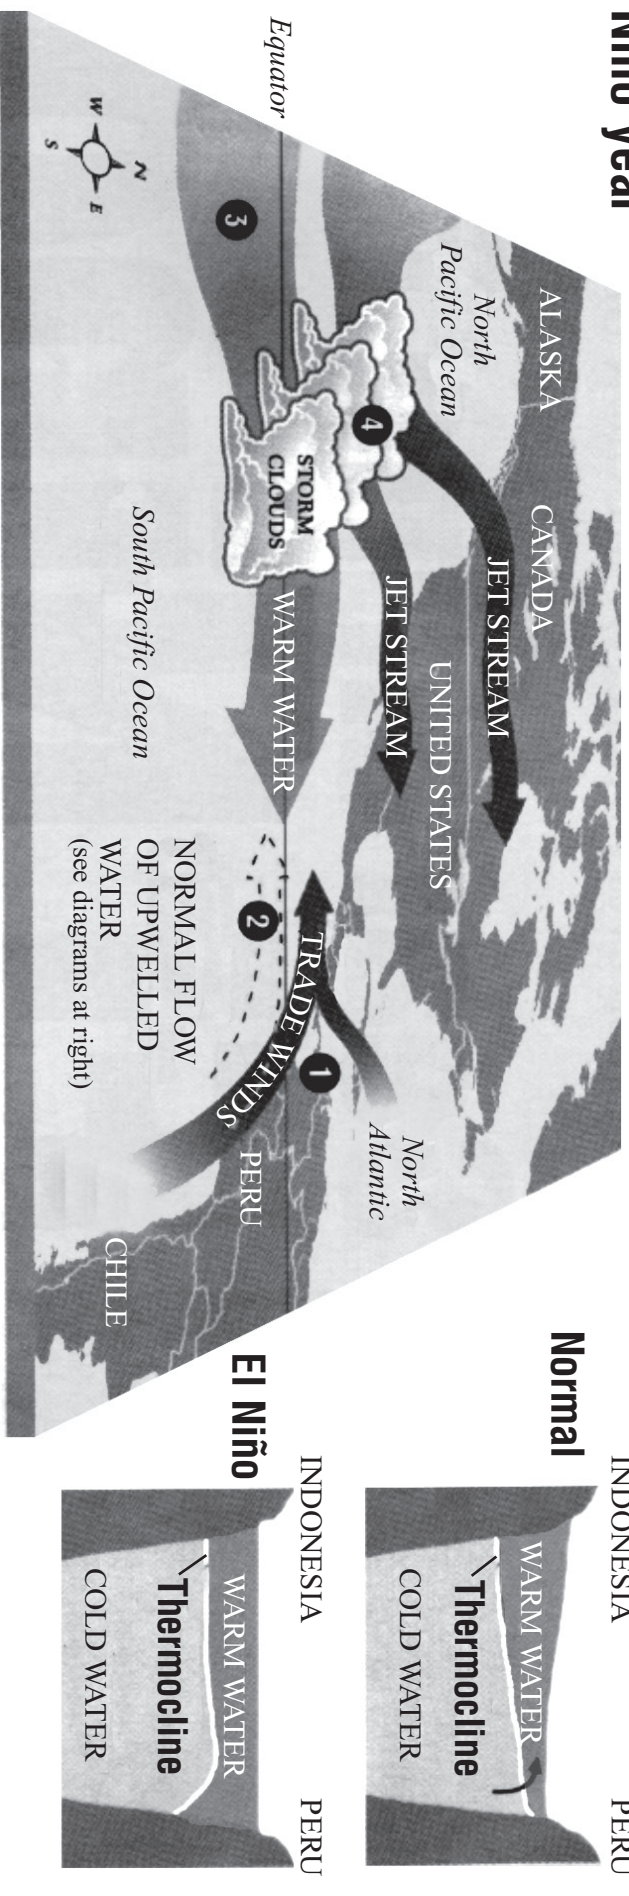 Niño year
Equator
W
N
S
E
3
North
Pacific Ocean
ALASKA
CANADA
4
STORM
CLOUDS
JET STREAM
JET STREAM
UNITED STATES
WARM WATER
South Pacific Ocean
NORMAL FLOW
OF UPWELLED
WATER
(see diagrams at right)
2
TRADE WINDS
1
North
Atlantic
PERU
CHILE
Normal
INDONESIA
PERU
WARM WATER
Thermocline
COLD WATER
El Niño
INDONESIA
PERU
WARM WATER
Thermocline
COLD WATER